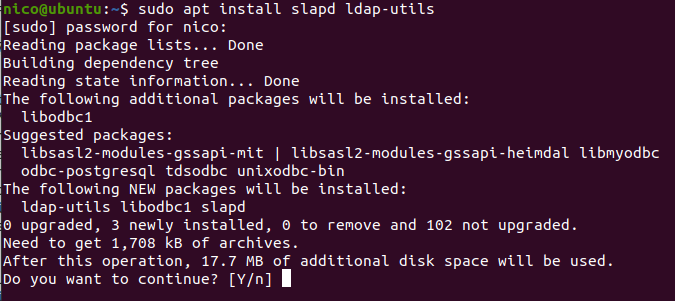 nico@ubuntu:~$ sudo apt install slapd ldap-utils
[sudo] password for nico:
Reading package lists... Done
Building dependency tree
Reading state information... Done
The following additional packages will be installed:
  libodbc1
Suggested packages:
  libsasl2-modules-gssapi-mit | libsasl2-modules-gssapi-heimdal libmyodbc
  odbc-postgresql tdsodbc unixodbc-bin
The following NEW packages will be installed:
  ldap-utils libodbc1 slapd
0 upgraded, 3 newly installed, 0 to remove and 102 not upgraded.
Need to get 1,708 kB of archives.
After this operation, 17.7 MB of additional disk space will be used.
Do you want to continue? [Y/n]